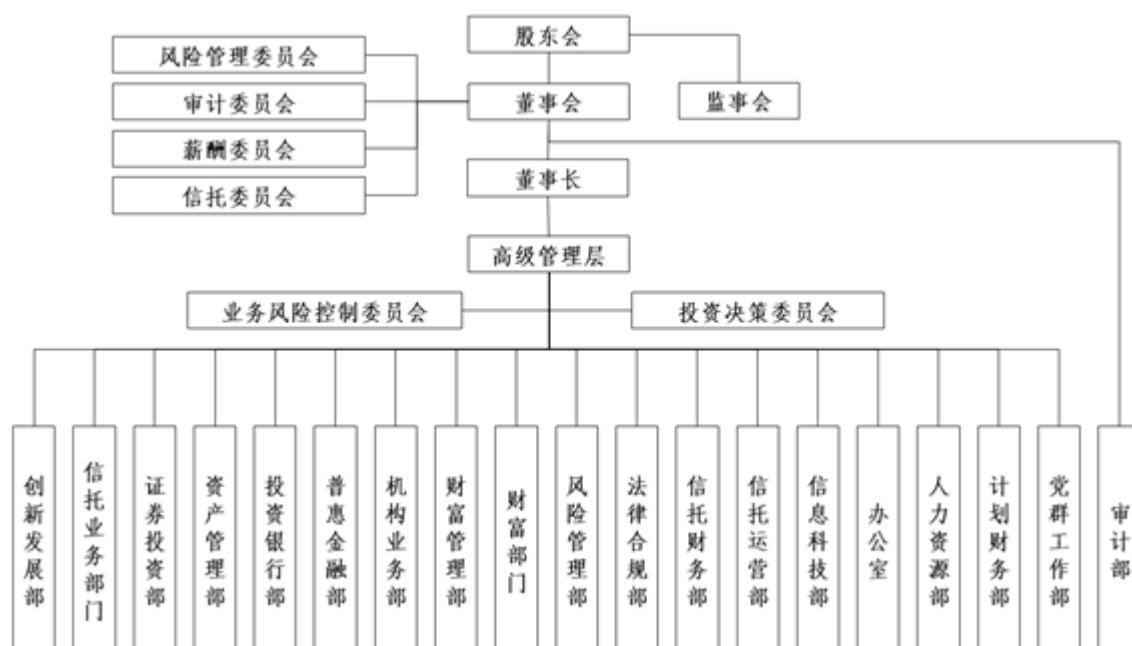 股东会
风险管理委员会
审计委员会
董事会
监事会
薪酬委员会
董事长
信托委员会
高级管理层
业务风险控制委员会
投资决策委员会
创新发展部
信托业务部门
证券投资部
资产管理部
投资银行部
普惠金融部
机构业务部
财富管理部
财富部门
风险管理部
法律合规部
信托财务部
信托运营部
信息科技部
办公室
人力资源部
计划财务部
党群工作部
审计部